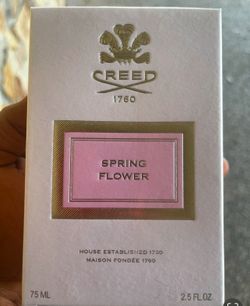 CREED
1760
SPRING
FLOWER
HOUSE ESTABLISHED 1760
MAISON FONDÉE 1760
75 ML 2.5 FL OZ